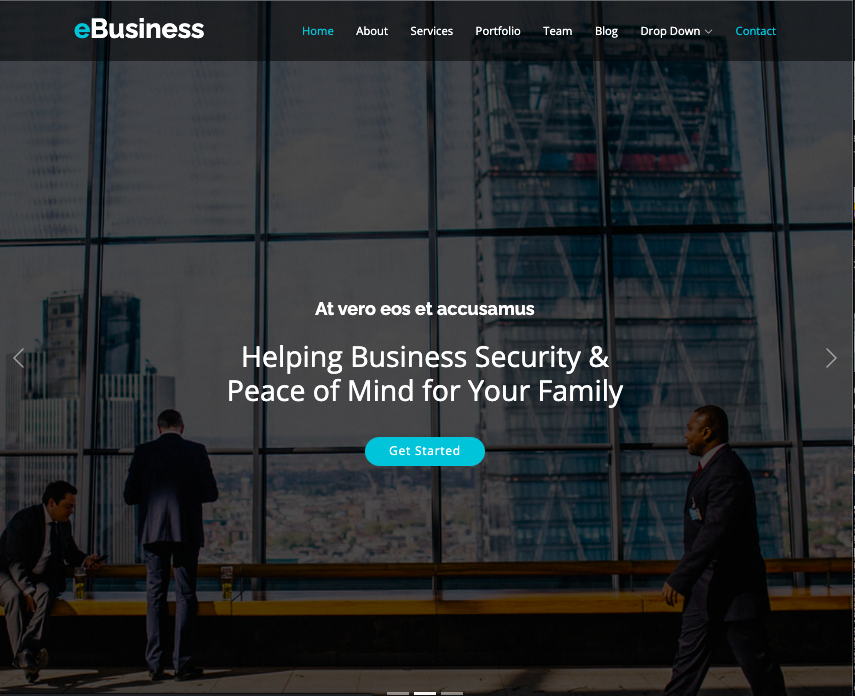 eBusiness
Home About Services Portfolio Team Blog Drop Down Contact
At vero eos et accusamus
Helping Business Security &
Peace of Mind for Your Family
Get Started